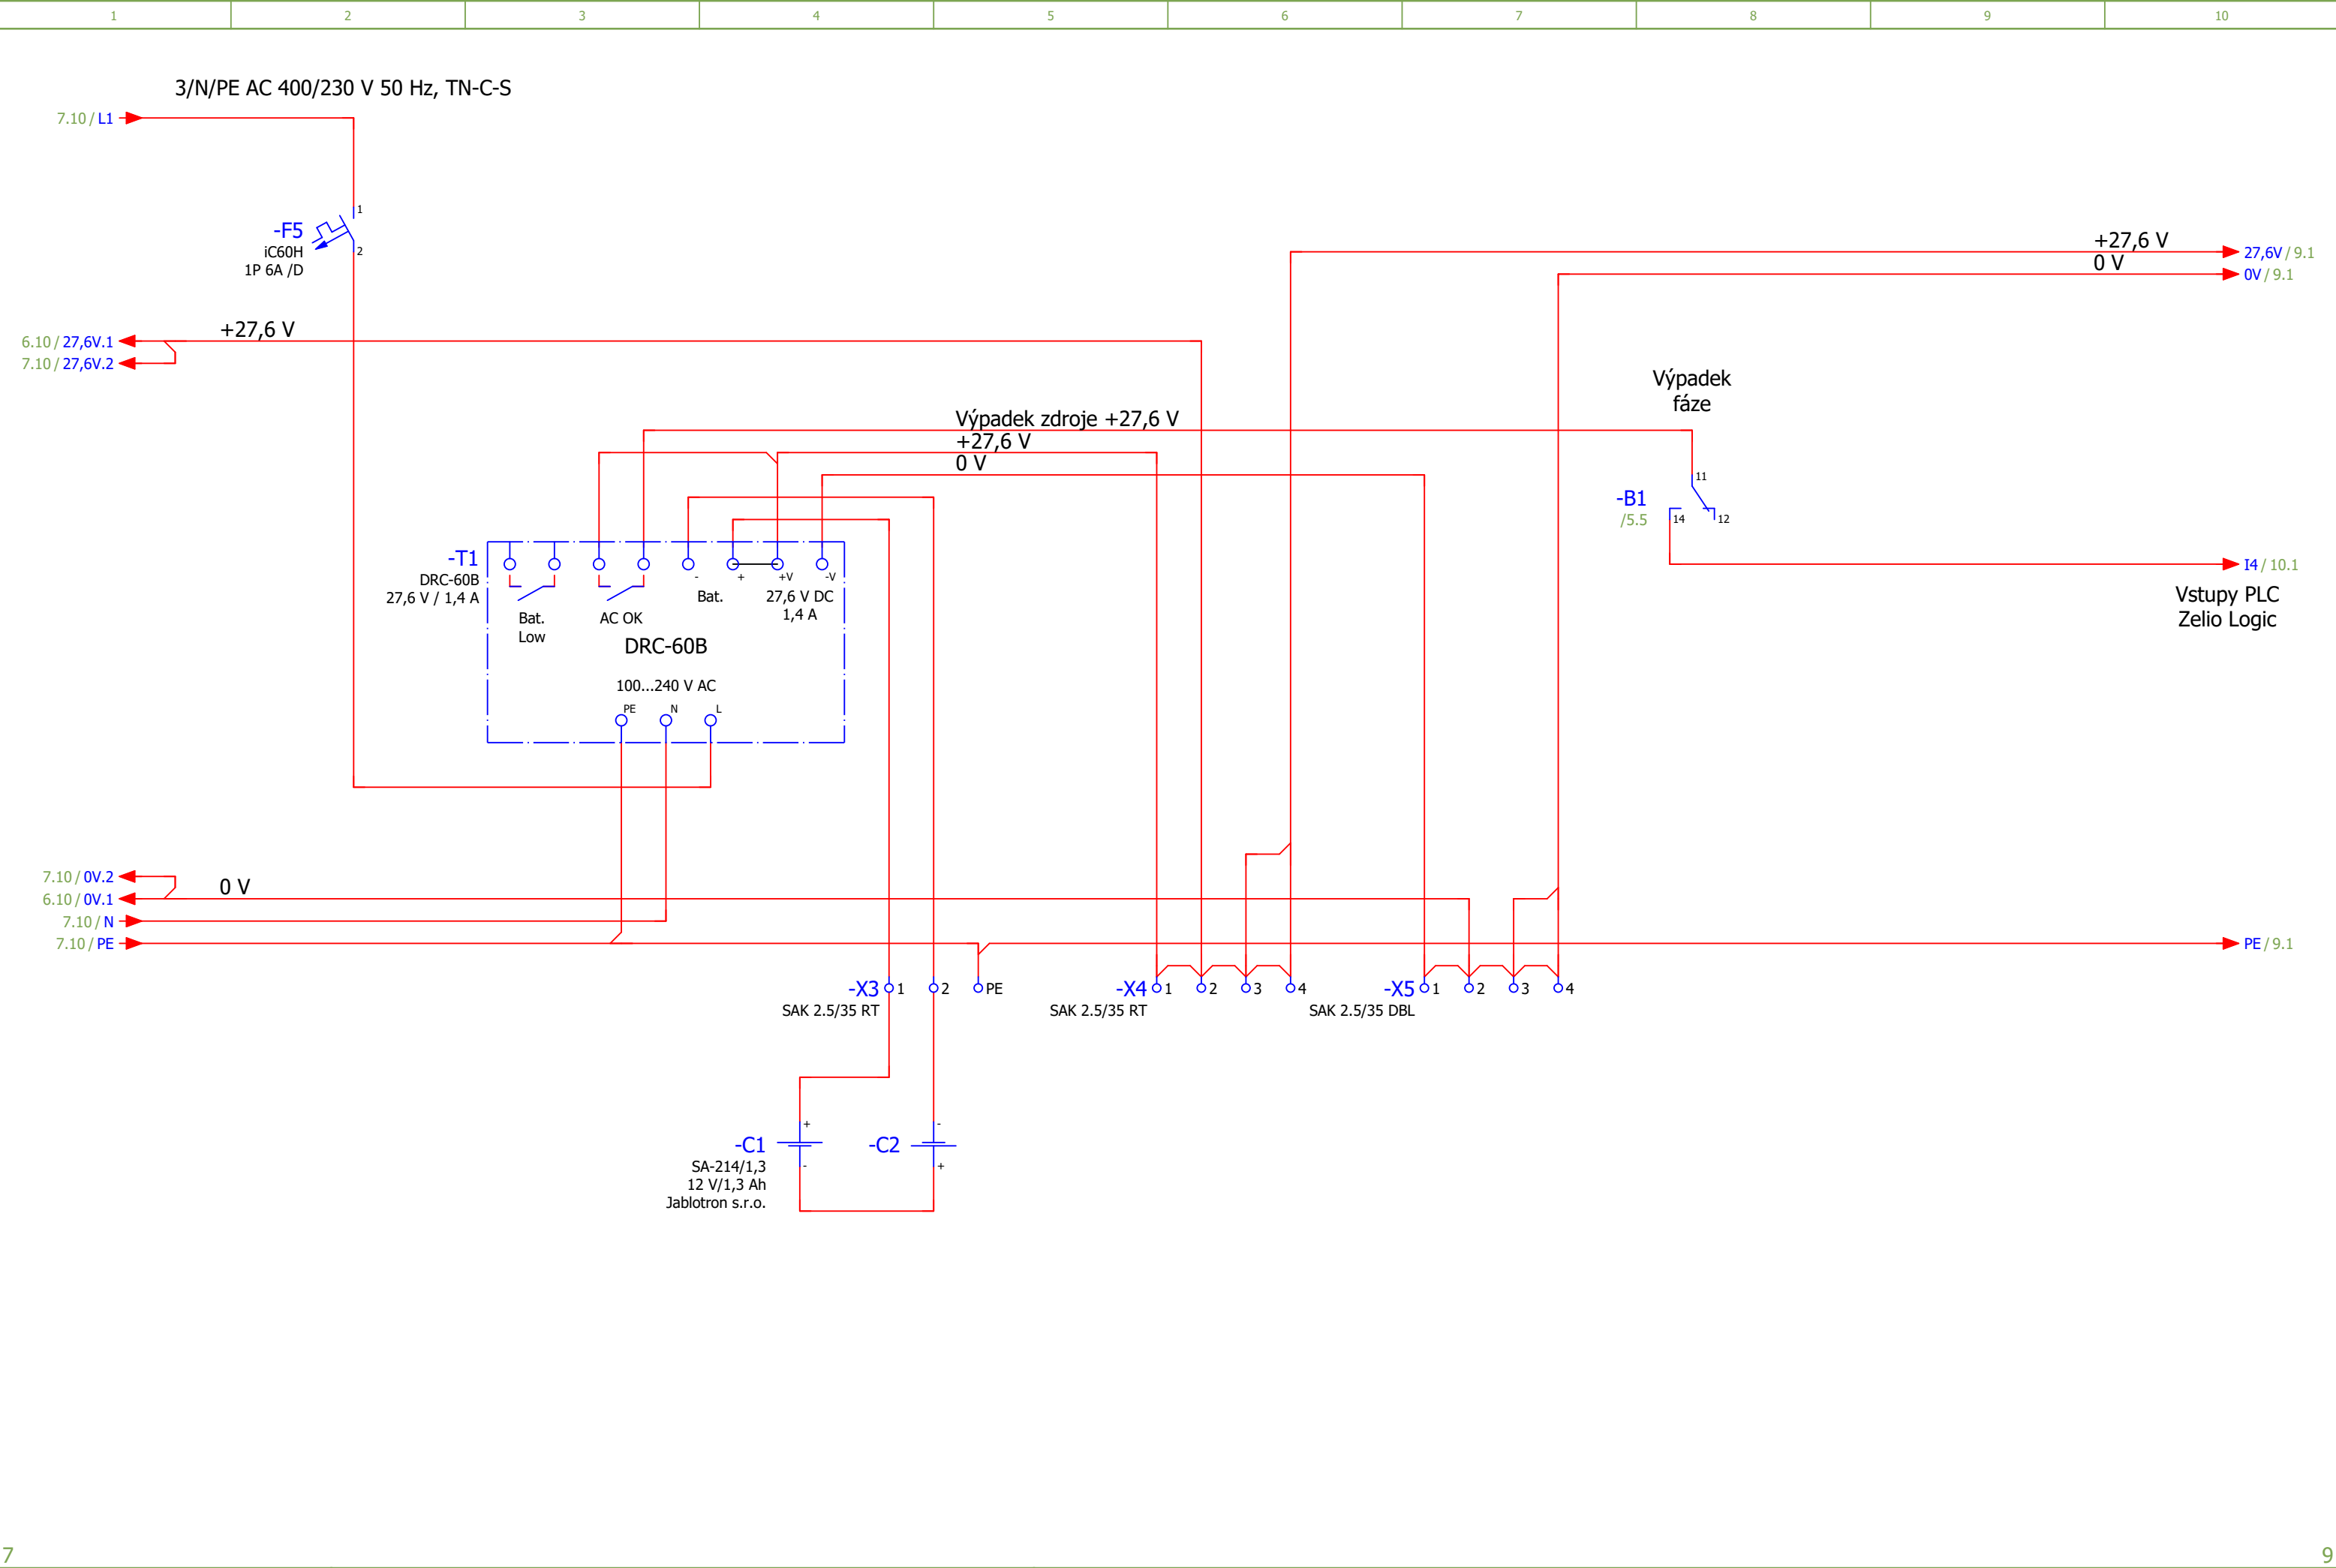 1 2 3 4 5 6 7 8 9 10
3/N/PE AC 400/230 V 50 Hz, TN-C-S
7.10 / L1
1
-F5
iC60H
1P 6A /D
2
+27,6 V
27,6V / 9.1
0 V
0V / 9.1
+27,6 V
6.10 / 27,6V.1
7.10 / 27,6V.2
Výpadek
fáze
Výpadek zdroje +27,6 V
+27,6 V
0 V
11
-B1
/5.5
14 12
-T1
DRC-60B
27,6 V / 1,4 A
- + +V -V
Bat.
27,6 V DC
1,4 A
Bat.
Low
AC OK
DRC-60B
100...240 V AC
PE N L
I4 / 10.1
Vstupy PLC
Zelio Logic
7.10 / 0V.2
0 V
6.10 / 0V.1
7.10 / N
7.10 / PE
PE / 9.1
-X3 1 2 PE
SAK 2.5/35 RT
-X4 1 2 3 4
SAK 2.5/35 RT
-X5 1 2 3 4
SAK 2.5/35 DBL
+ -
-C1
-C2
- +
SA-214/1,3
12 V/1,3 Ah
Jablotron s.r.o.
7
9